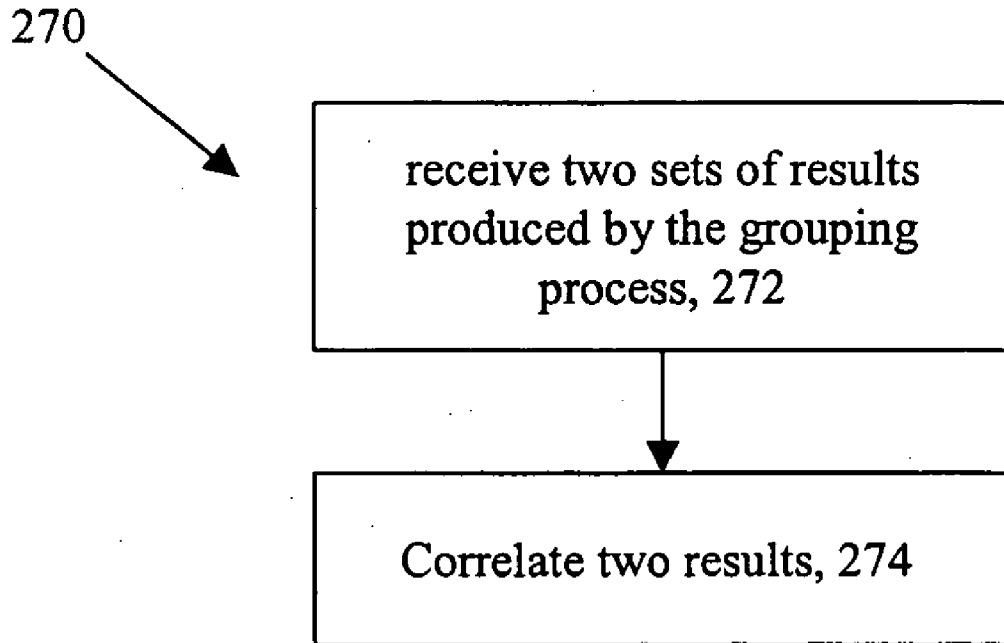 270
receive two sets of results
produced by the grouping
process, 272
Correlate two results, 274